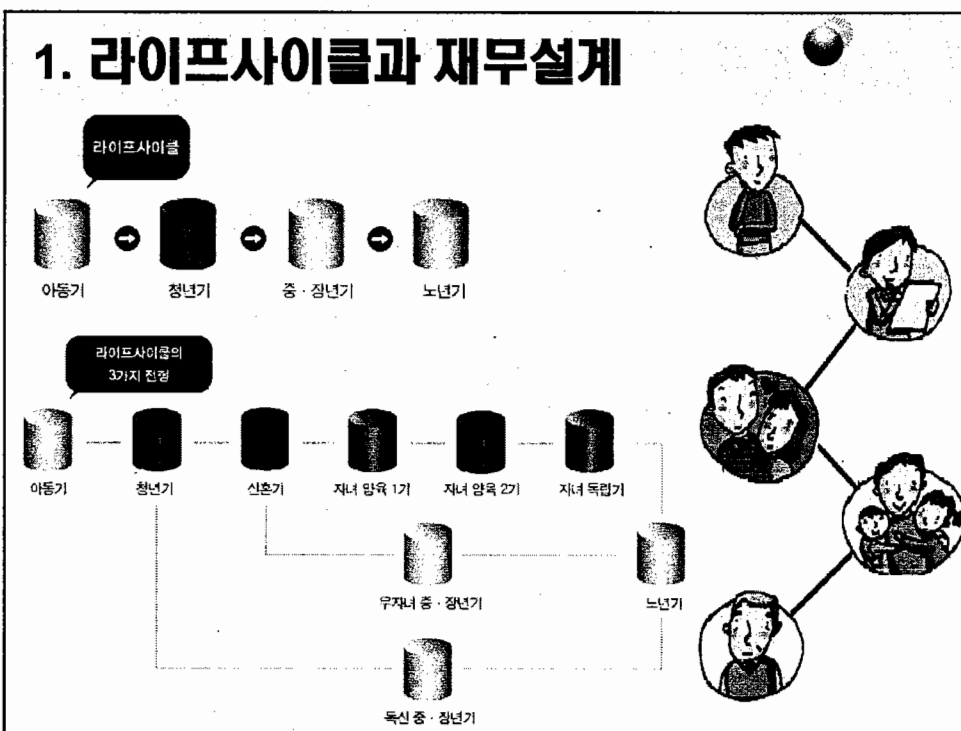 1. 라이프사이클과 재무설계
라이프사이클
아동기
청년기
중 · 장년기
노년기
라이프사이클의
3가지 전형
아동기
청년기
신혼기
자녀 양육 1기
자녀 양육 2기
자녀 독립기
무자녀 중 · 장년기
노년기
독신 중 · 장년기